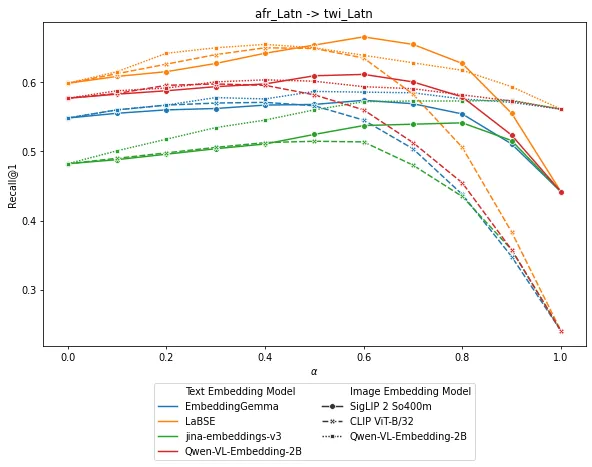 afr_Latn -> twi_Latn
Recall@1
0.6
0.5
0.4
0.3
0.0 0.2 0.4 0.6 0.8 1.0
α
Text Embedding Model Image Embedding Model
EmbeddingGemma SigLIP 2 So400m
LaBSE CLIP ViT-B/32
jina-embeddings-v3 Qwen-VL-Embedding-2B
Qwen-VL-Embedding-2B